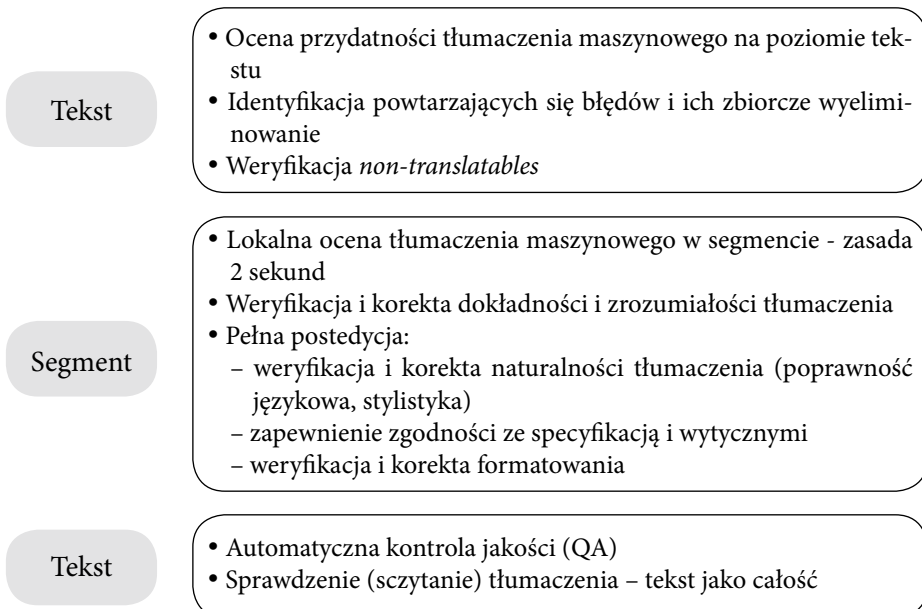 Tekst
• Ocena przydatności tłumaczenia maszynowego na poziomie tek-
stu
• Identyfikacja powtarzających się błędów i ich zbiorcze wyelimi-
nowanie
• Weryfikacja non-translatables
Segment
• Lokalna ocena tłumaczenia maszynowego w segmencie - zasada
2 sekund
• Weryfikacja i korekta dokładności i zrozumiałości tłumaczenia
• Pełna postedycja:
– weryfikacja i korekta naturalności tłumaczenia (poprawność
językowa, stylistyka)
– zapewnienie zgodności ze specyfikacją i wytycznymi
– weryfikacja i korekta formatowania
Tekst
• Automatyczna kontrola jakości (QA)
• Sprawdzenie (sczytanie) tłumaczenia – tekst jako całość